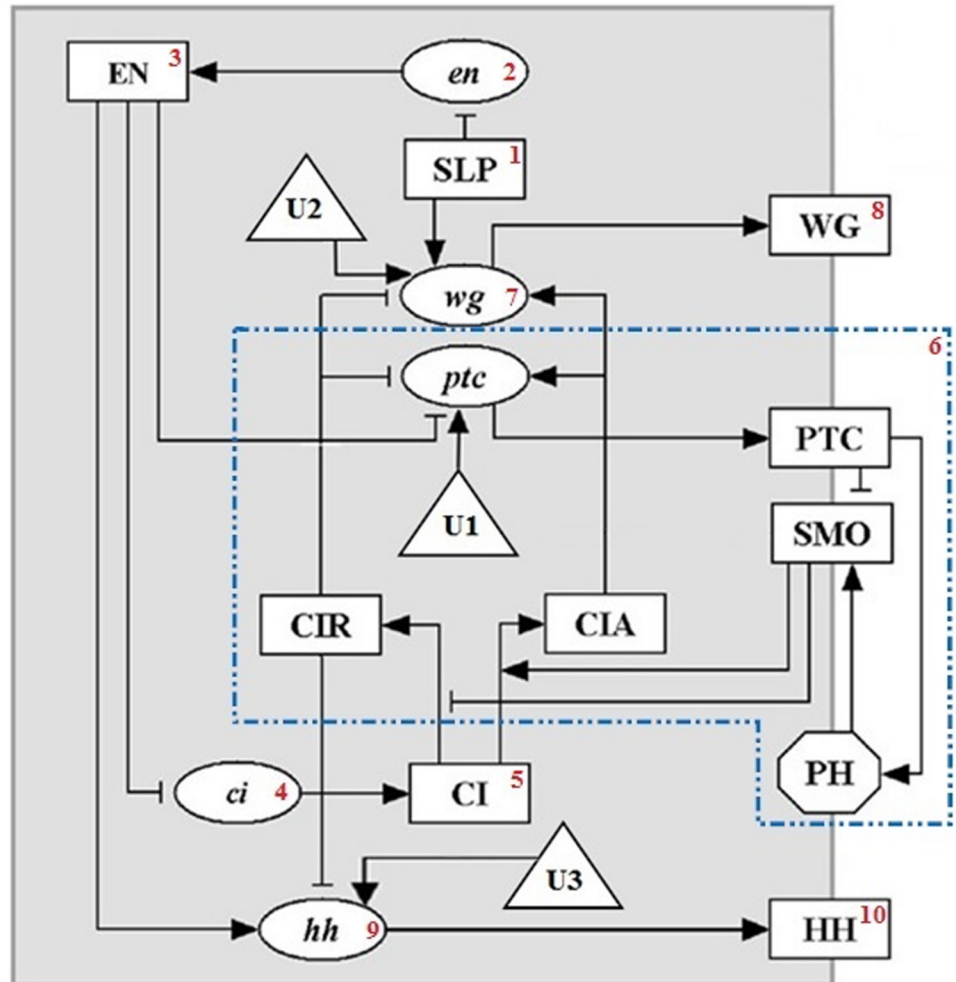 EN 3
en 2
SLP 1
U2
WG 8
wg 7
6
ptc
PTC
U1
SMO
CIR
CIA
PH
ci 4
CI 5
U3
hh 9
HH 10